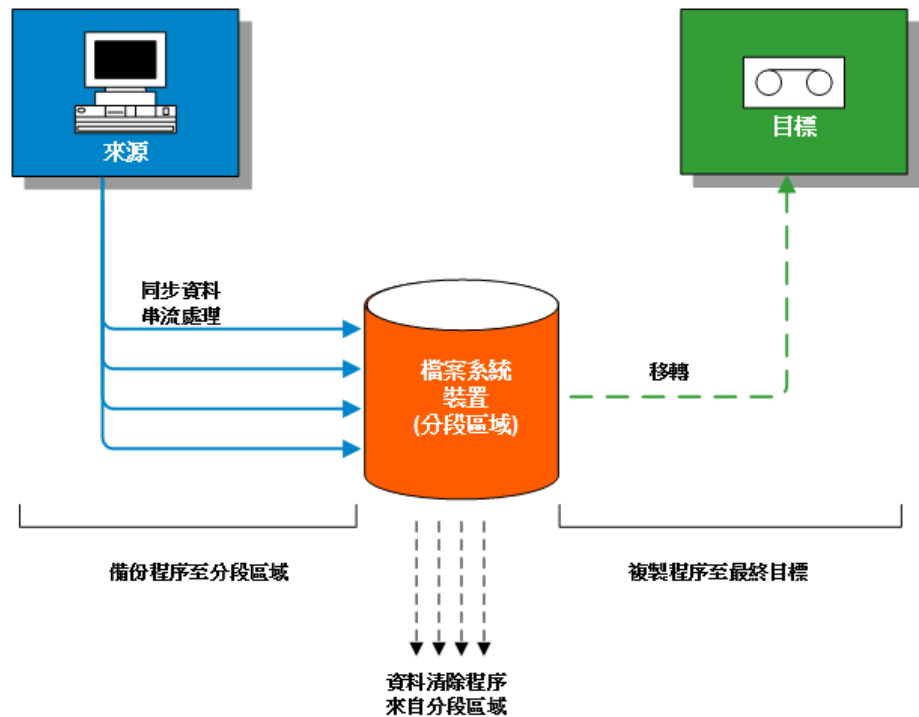 來源
目標
同步資料
串流處理
檔案系統
裝置
(分段區域)
移轉
備份程序至分段區域
複製程序至最終目標
資料清除程序
來自分段區域